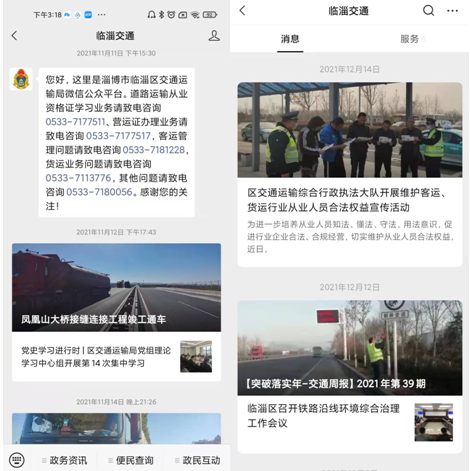 下午3:18
临淄交通
2021年11月11日 下午15:30
您好，这里是淄博市临淄区交通运
输局微信公众平台。道路运输从业
资格证学习业务请致电咨询
0533-7177511、营运证办理业务请
致电咨询0533-7177517，客运管
理问题请致电咨询0533-7181228,
货运业务问题请致电咨询
0533-7113776，其他问题请致电
咨询0533-7180056。感谢您的关
注！
2021年11月12日 下午17:43
凤凰山大桥接缝连接工程竣工通车
党史学习进行时 | 区交通运输局党组理论
学习中心组开展第 14 次集中学习
2021年11月14日 晚上21:26
政务资讯
便民查询
政民互动
临淄交通
消息
服务
2021年12月14日
区交通运输综合行政执法大队开展维护客运、
货运行业从业人员合法权益宣传活动
为进一步培养从业人员知法、懂法、守法、用法意识，促
进行业企业合法、合规经营，切实维护从业人员合法权益，
近日，
2021年12月12日
【突破落实年-交通周报】2021 年第 39 期
临淄区召开铁路沿线环境综合治理
工作会议